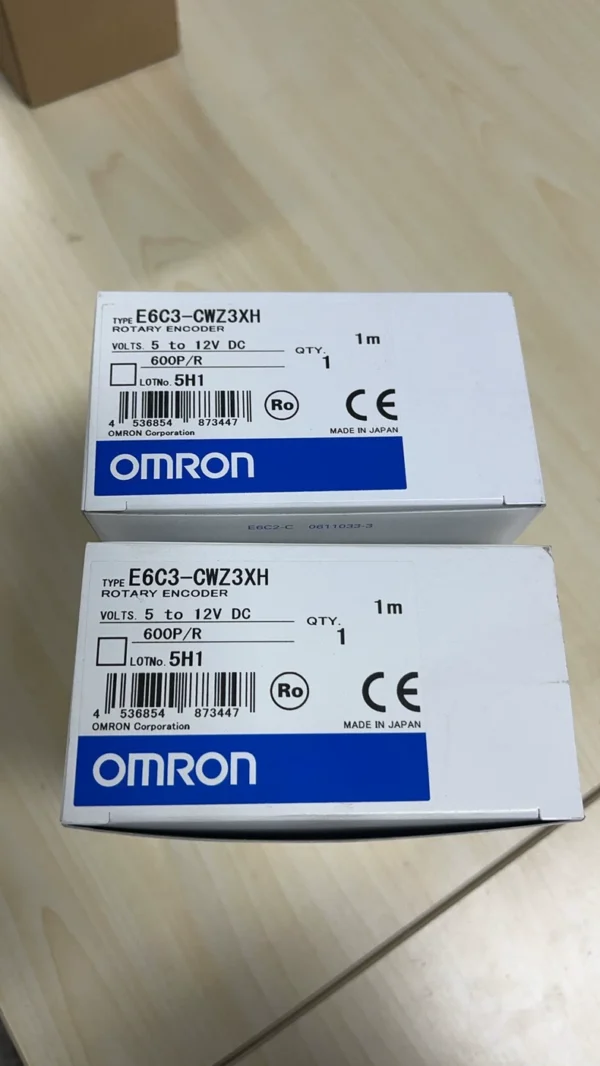 TYPE E6C3-CWZ3XH
ROTARY ENCODER
VOLTS. 5 to 12V DC
QTY. 1m
600P/R
1
LOTNo. 5H1
4 536854 873447
Ro
CE
OMRON Corporation
MADE IN JAPAN
OMRON
E6C2-C 0611033-3
TYPE E6C3-CWZ3XH
ROTARY ENCODER
VOLTS. 5 to 12V DC
QTY. 1m
600P/R
1
LOTNo. 5H1
4 536854 873447
Ro
CE
OMRON Corporation
MADE IN JAPAN
OMRON